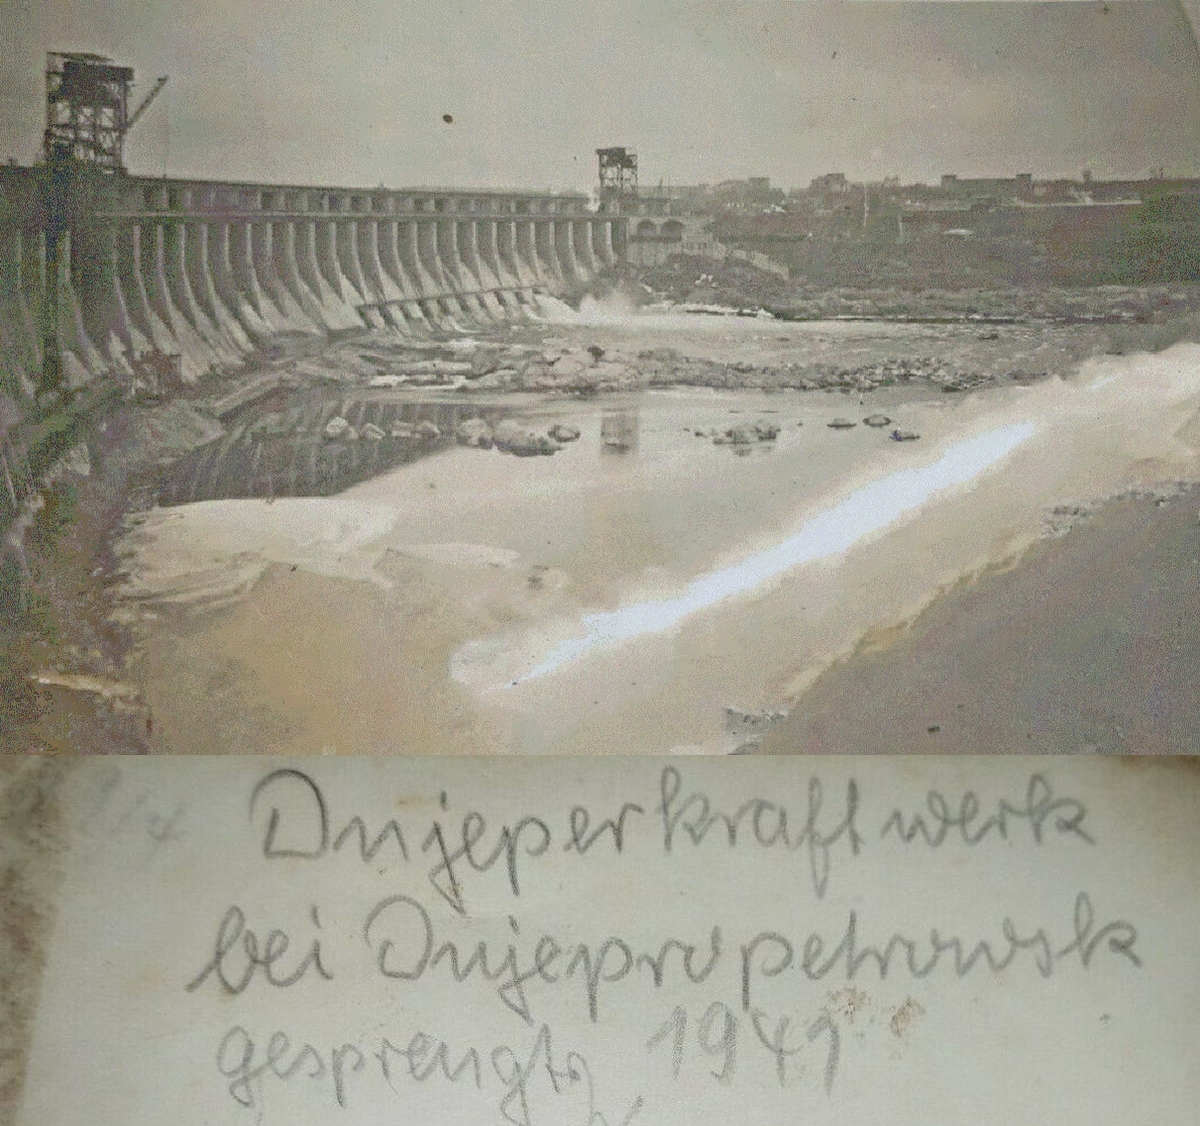 Dnjeperkraftwerk
bei Dnjepropetrowsk
gesprengt 1941